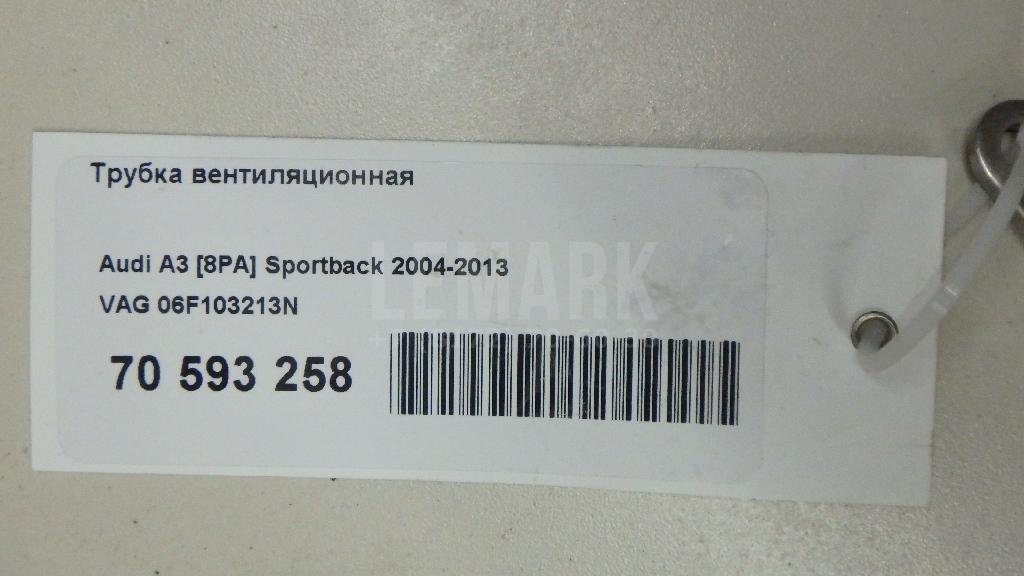 Трубка вентиляционная
Audi A3 [8PA] Sportback 2004-2013
LEMARK
VAG 06F103213N
70 593 258